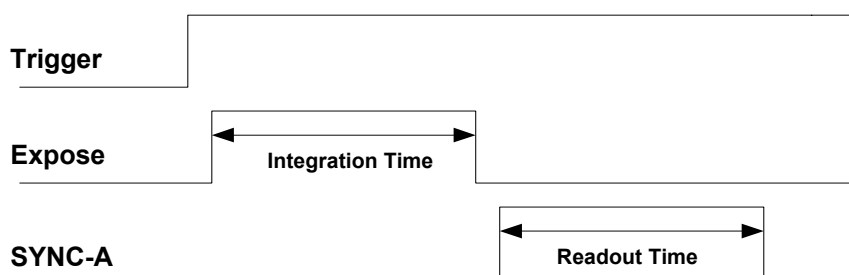 Trigger
Expose
Integration Time
SYNC-A
Readout Time